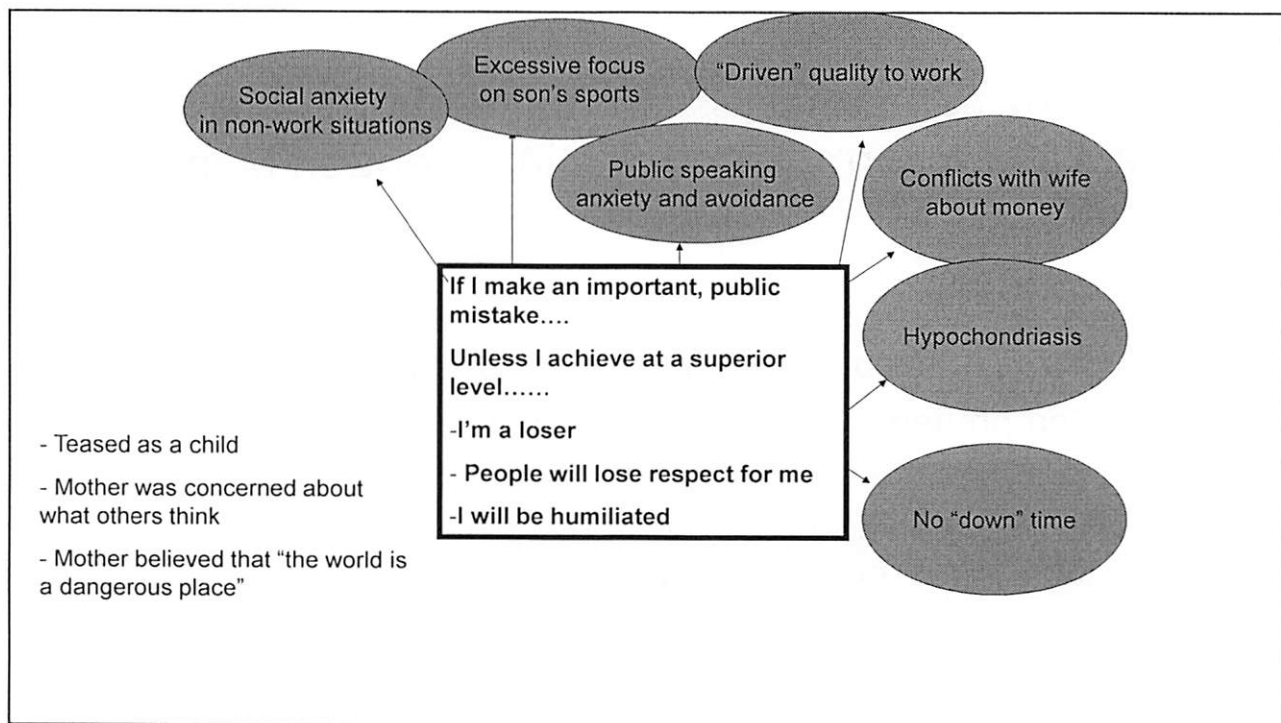 Social anxiety
in non-work situations
Excessive focus
on son's sports
"Driven" quality to work
Public speaking
anxiety and avoidance
Conflicts with wife
about money
Hypochondriasis
No "down" time
If I make an important, public
mistake....
Unless I achieve at a superior
level......
-I'm a loser
- People will lose respect for me
-I will be humiliated
- Teased as a child
- Mother was concerned about
what others think
- Mother believed that "the world is
a dangerous place"